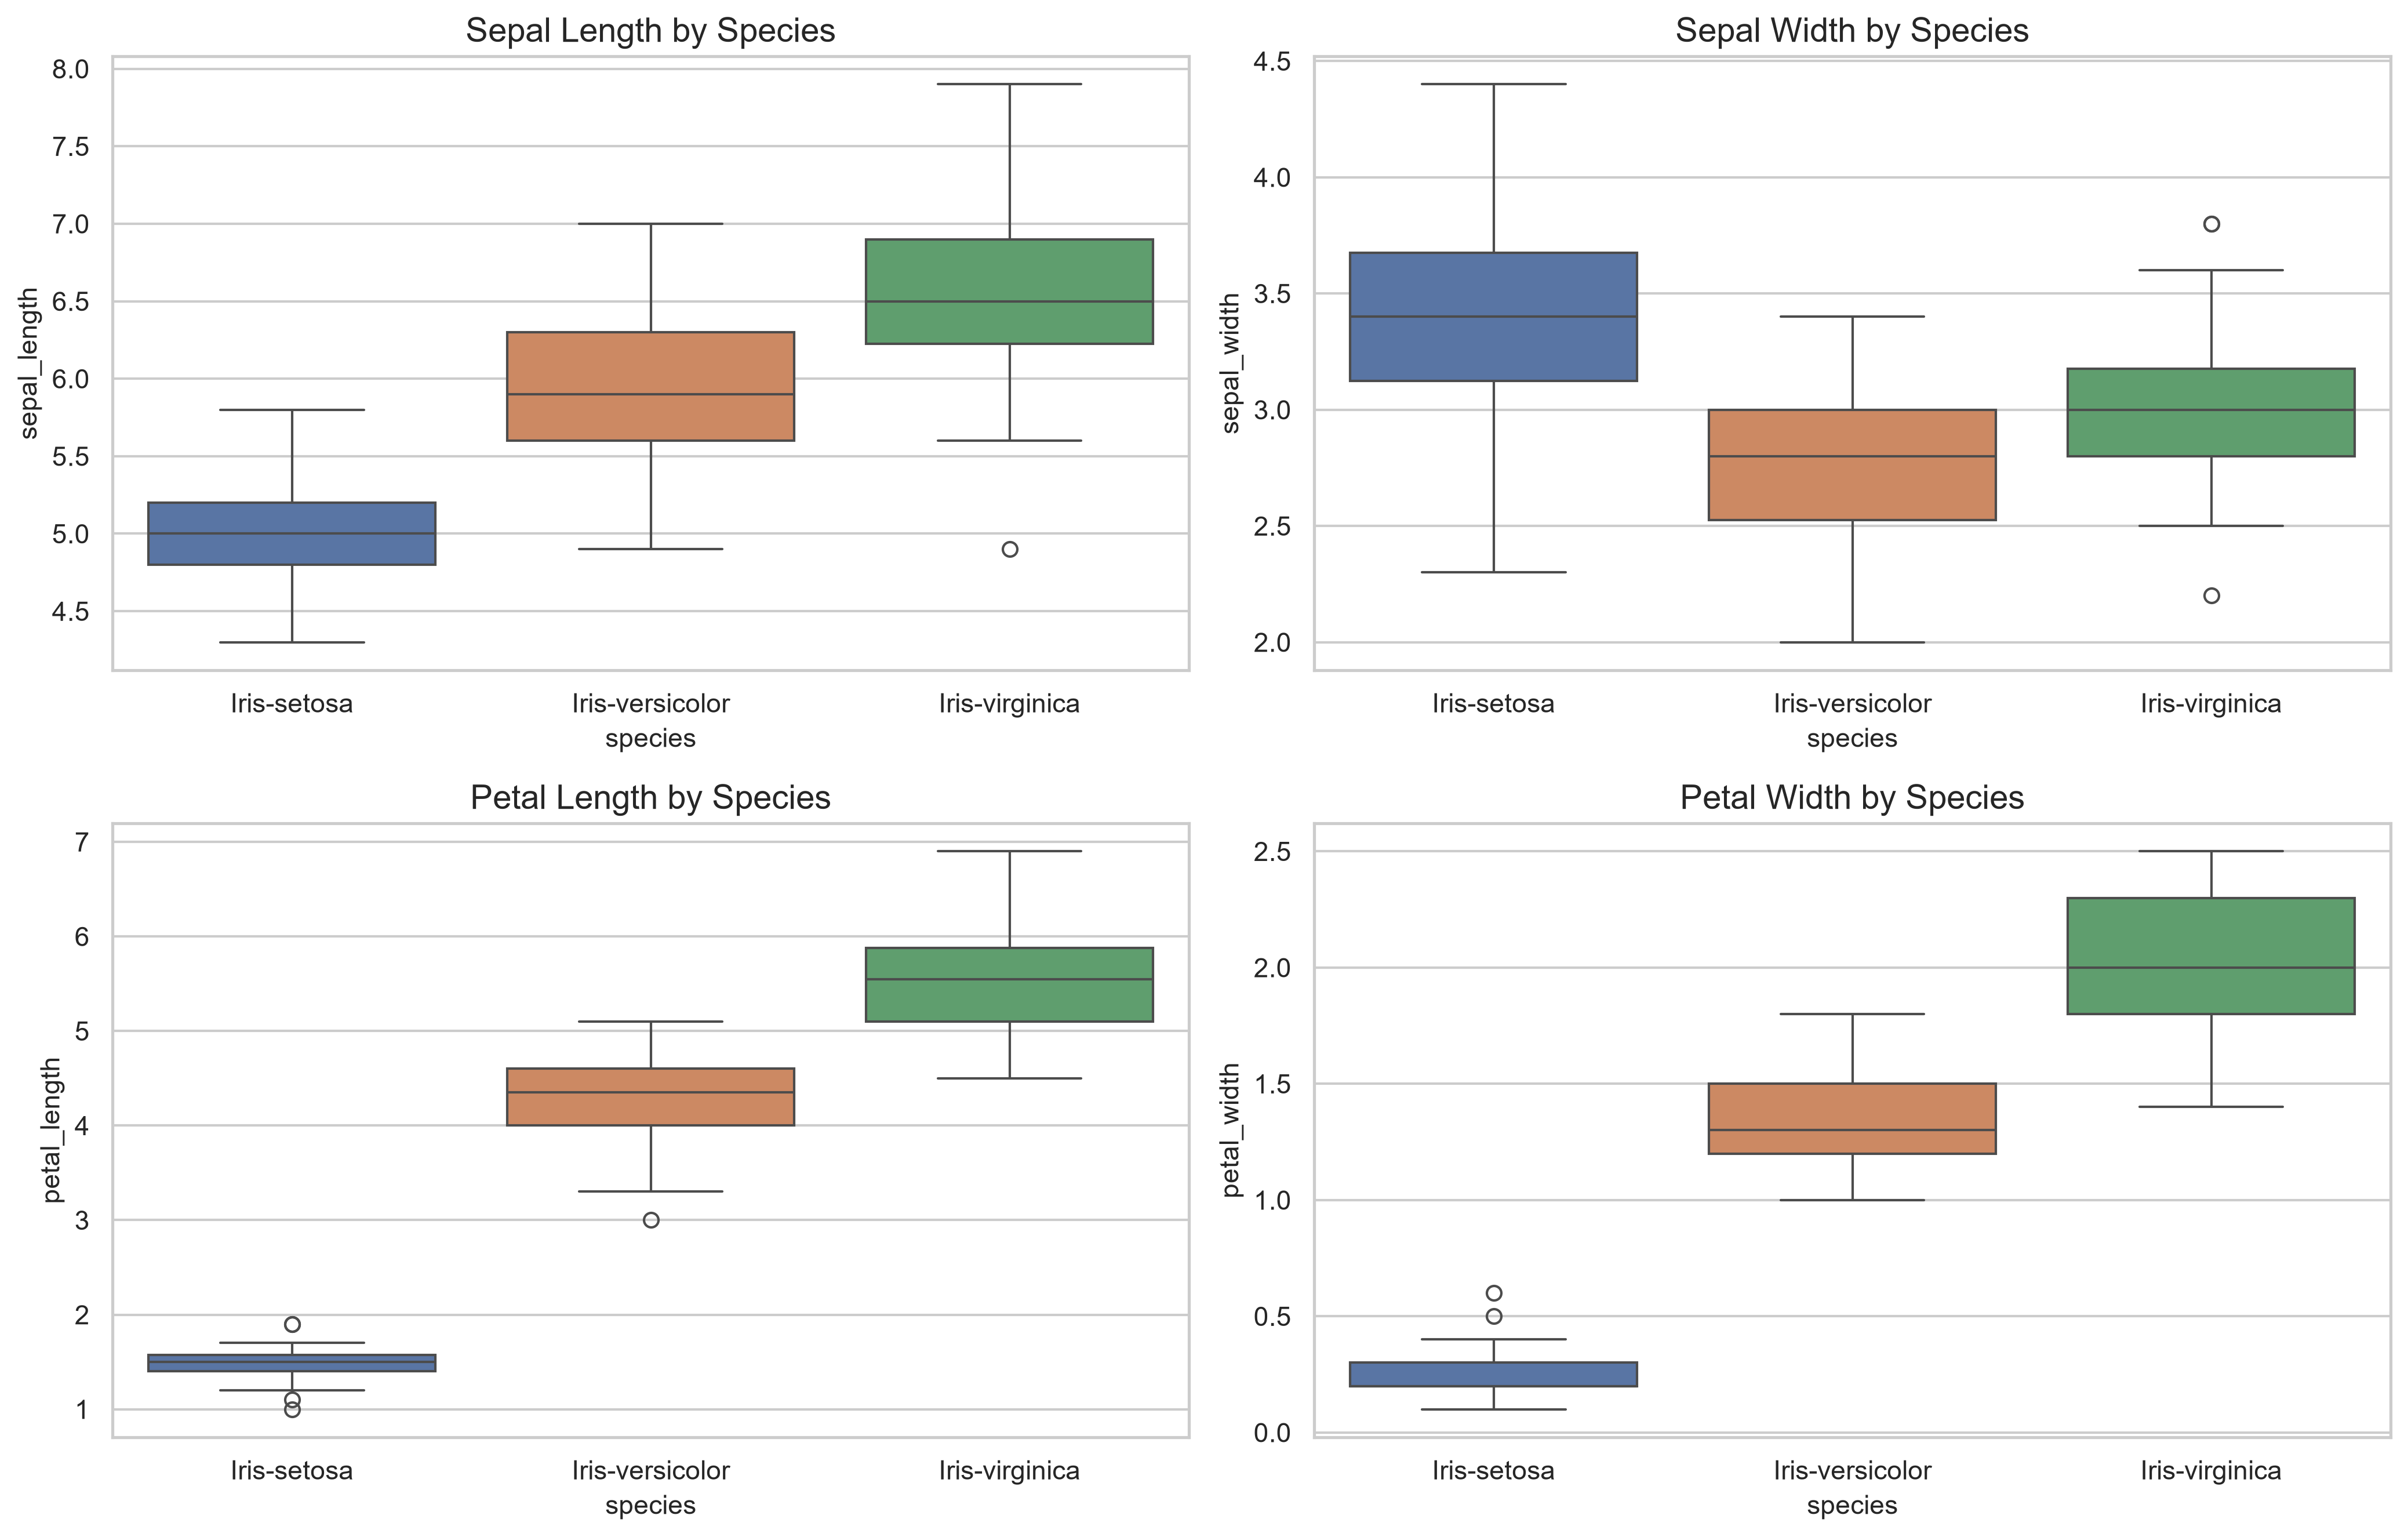 Sepal Length by Species
8.0
7.5
7.0
6.5
6.0
5.5
5.0
4.5
sepal_length
Iris-setosa Iris-versicolor Iris-virginica
species
Sepal Width by Species
4.5
4.0
3.5
3.0
2.5
2.0
sepal_width
Iris-setosa Iris-versicolor Iris-virginica
species
Petal Length by Species
7
6
5
4
3
2
1
petal_length
Iris-setosa Iris-versicolor Iris-virginica
species
Petal Width by Species
2.5
2.0
1.5
1.0
0.5
0.0
petal_width
Iris-setosa Iris-versicolor Iris-virginica
species